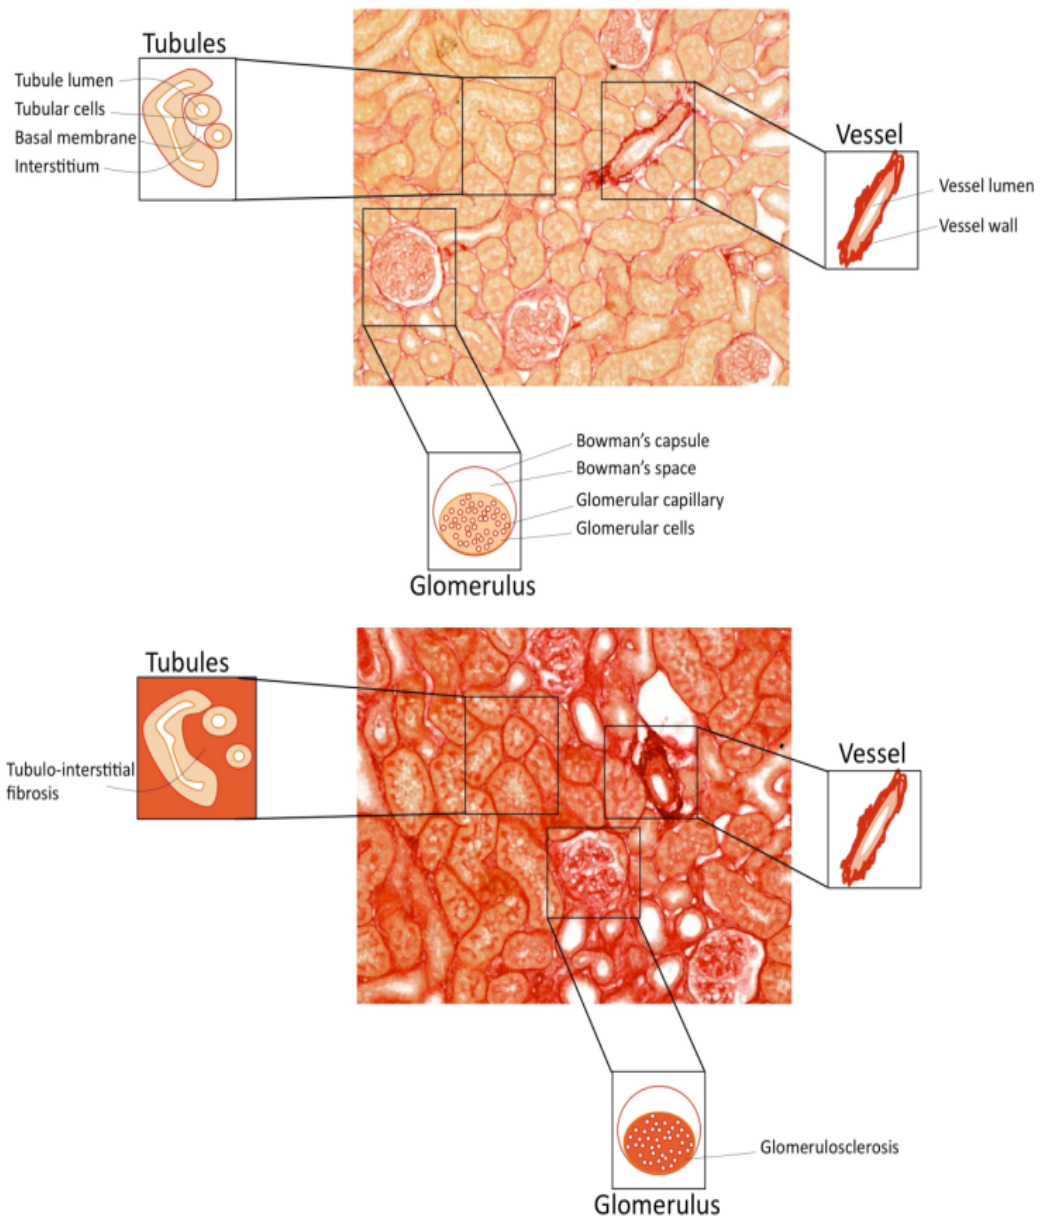 Tubules
Tubule lumen
Tubular cells
Basal membrane
Interstitium
Vessel
Vessel lumen
Vessel wall
Bowman's capsule
Bowman's space
Glomerular capillary
Glomerular cells
Glomerulus
Tubules
Tubulo-interstitial
fibrosis
Vessel
Glomerulosclerosis
Glomerulus